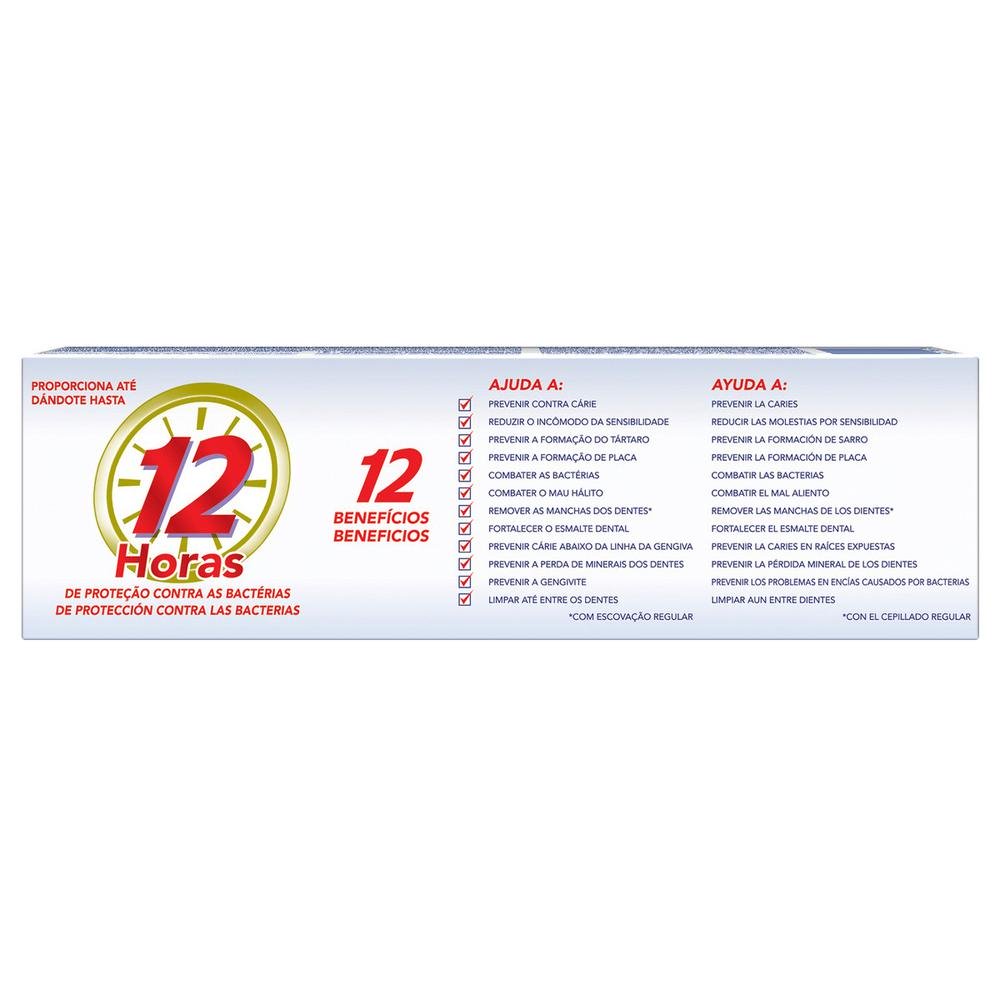 PROPORCIONA ATÉ
DÁNDOTE HASTA
12
Horas
DE PROTEÇÃO CONTRA AS BACTÉRIAS
DE PROTECCIÓN CONTRA LAS BACTERIAS
12
BENEFÍCIOS
BENEFICIOS
AJUDA A:
PREVENIR CONTRA CÁRIE
REDUZIR O INCÔMODO DA SENSIBILIDADE
PREVENIR A FORMAÇÃO DO TÁRTARO
PREVENIR A FORMAÇÃO DE PLACA
COMBATER AS BACTÉRIAS
COMBATER O MAU HÁLITO
REMOVER AS MANCHAS DOS DENTES*
FORTALECER O ESMALTE DENTAL
PREVENIR CÁRIE ABAIXO DA LINHA DA GENGIVA
PREVENIR A PERDA DE MINERAIS DOS DENTES
PREVENIR A GENGIVITE
LIMPAR ATÉ ENTRE OS DENTES
*COM ESCOVAÇÃO REGULAR
AYUDA A:
PREVENIR LA CARIES
REDUCIR LAS MOLESTIAS POR SENSIBILIDAD
PREVENIR LA FORMACIÓN DE SARRO
PREVENIR LA FORMACIÓN DE PLACA
COMBATIR LAS BACTERIAS
COMBATIR EL MAL ALIENTO
REMOVER LAS MANCHAS DE LOS DIENTES*
FORTALECER EL ESMALTE DENTAL
PREVENIR LA CARIES EN RAÍCES EXPUESTAS
PREVENIR LA PÉRDIDA MINERAL DE LOS DIENTES
PREVENIR LOS PROBLEMAS EN ENCÍAS CAUSADOS POR BACTERIAS
LIMPIAR AUN ENTRE DIENTES
*CON EL CEPILLADO REGULAR